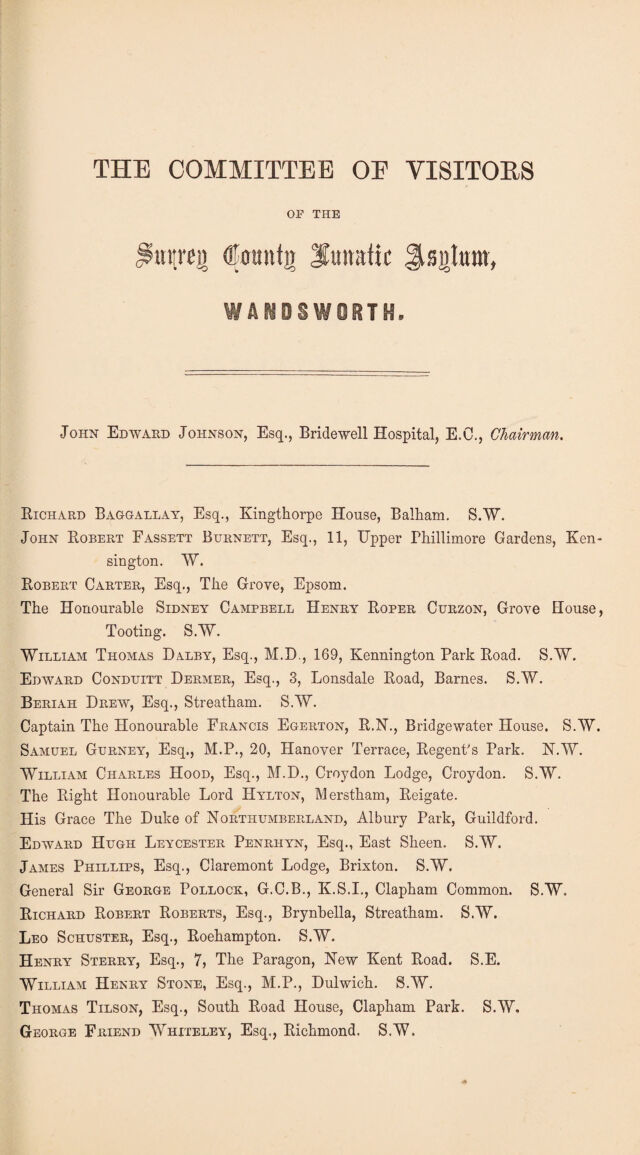 THE COMMITTEE OF VISITORS
OF THE
Surrey County Lunatic Asylum,
WANDSWORTH.
JOHN EDWARD JOHNSON, Esq., Bridewell Hospital, E.C., Chairman.
RICHARD BAGGALLAY, Esq., Kingthorpe House, Balham. S.W.
JOHN ROBERT FASSETT BURNETT, Esq., 11, Upper Phillimore Gardens, Ken-
sington. W.
ROBERT CARTER, Esq., The Grove, Epsom.
The Honourable SIDNEY CAMPBELL HENRY ROPER CURZON, Grove House,
Tooting. S.W.
WILLIAM THOMAS DALBY, Esq., M.D., 169, Kennington Park Road. S.W.
EDWARD CONDUITT DERMER, Esq., 3, Lonsdale Road, Barnes. S.W.
BERIAH DREW, Esq., Streatham. S.W.
Captain The Honourable FRANCIS EGERTON, R.N., Bridgewater House. S.W.
SAMUEL GURNEY, Esq., M.P., 20, Hanover Terrace, Regent's Park. N.W.
WILLIAM CHARLES HOOD, Esq., M.D., Croydon Lodge, Croydon. S.W.
The Right Honourable Lord HYLTON, Merstham, Reigate.
His Grace The Duke of NORTHUMBERLAND, Albury Park, Guildford.
EDWARD HUGH LEYCESTER PENRHYN, Esq., East Sheen. S.W.
JAMES PHILLIPS, Esq., Claremont Lodge, Brixton. S.W.
General Sir GEORGE POLLOCK, G.C.B., K.S.I., Clapham Common. S.W.
RICHARD ROBERT ROBERTS, Esq., Brynbella, Streatham. S.W.
LEO SCHUSTER, Esq., Roehampton. S.W.
HENRY STERRY, Esq., 7, The Paragon, New Kent Road. S.E.
WILLIAM HENRY STONE, Esq., M.P., Dulwich. S.W.
THOMAS TILSON, Esq., South Road House, Clapham Park. S.W.
GEORGE FRIEND WHITELEY, Esq., Richmond. S.W.